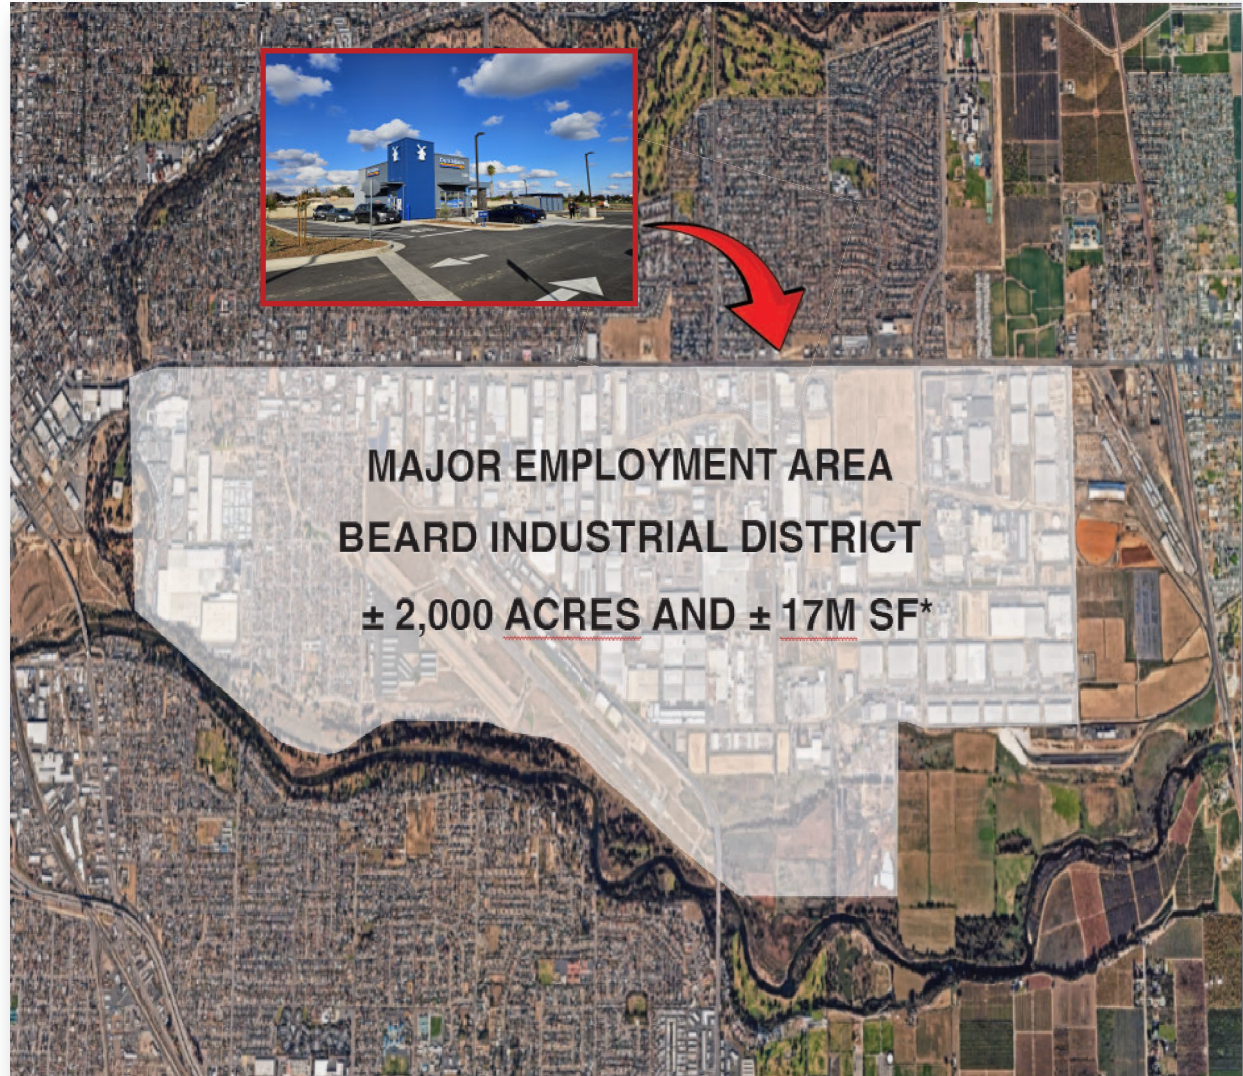 MAJOR EMPLOYMENT AREA
BEARD INDUSTRIAL DISTRICT
± 2,000 ACRES AND ± 17M SF*